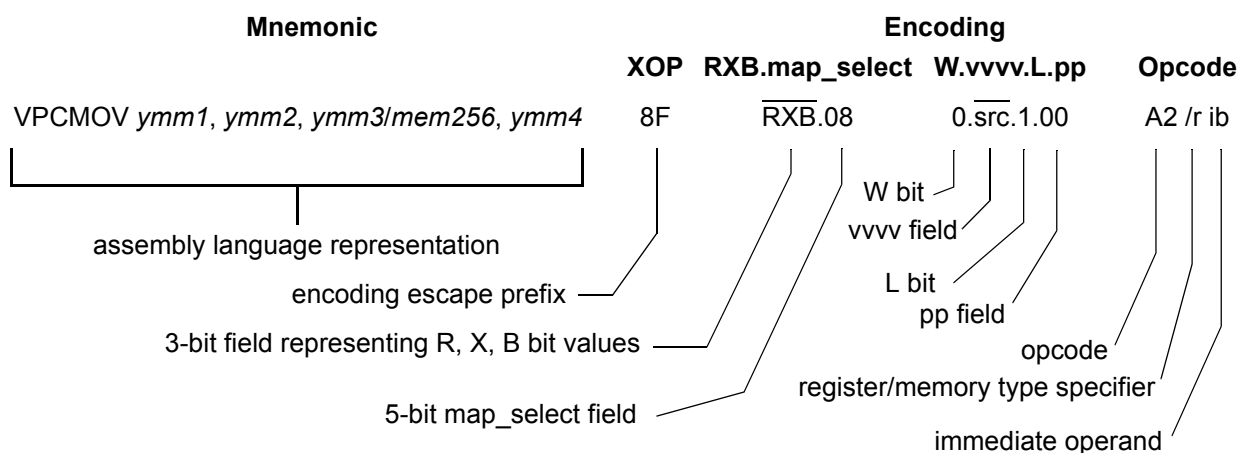 Mnemonic Encoding
XOP RXB.map_select W.vvvv.L.pp Opcode
VPCMOV ymm1, ymm2, ymm3/mem256, ymm4 8F RXB.08 0.src.1.00 A2 /r ib
W bit
vvvv field
assembly language representation
L bit
encoding escape prefix
pp field
3-bit field representing R, X, B bit values
opcode
register/memory type specifier
5-bit map_select field
immediate operand